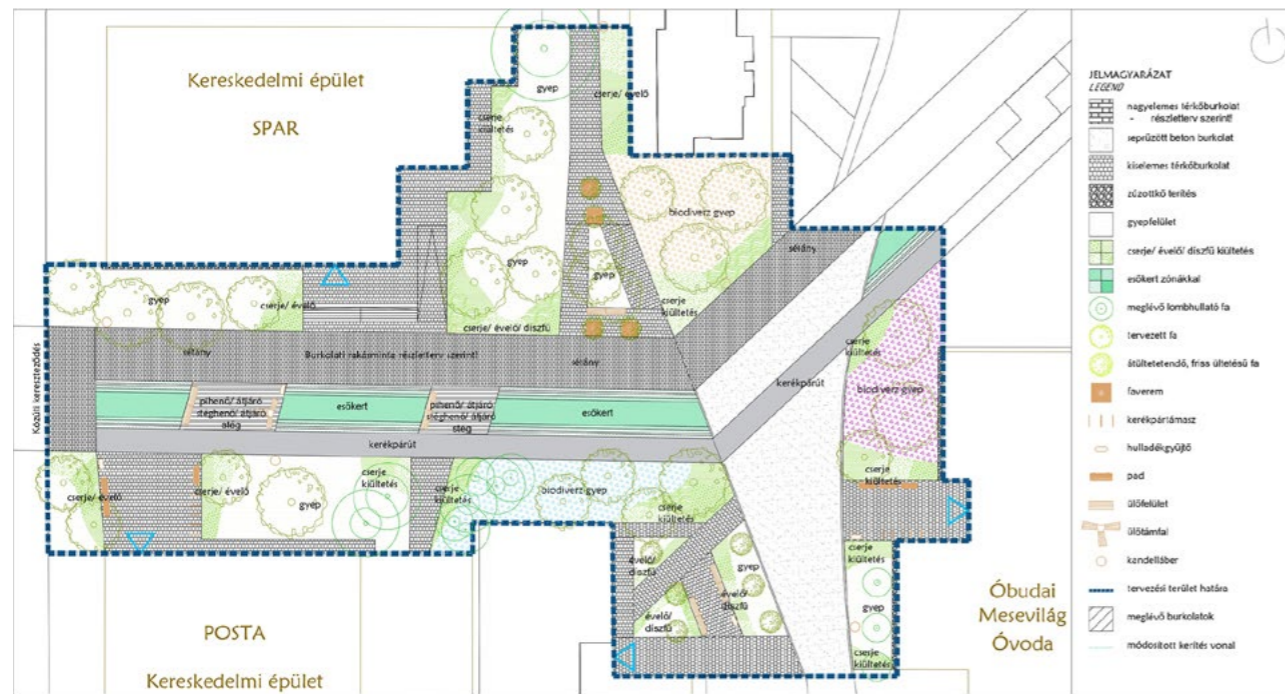 Kereskedelmi épület
SPAR
gyep
cserje/ évelő
cserje
kiültetés
biodiverz gyep
gyep
gyep
cserje
kiültetés
sétány
gyep
cserje/ évelő
cserje/ évelő/ díszfű
sétány
Burkolati rakásminta részletterv szerint!
sétány
cserje
kiültetés
biodiverz gyep
kerékpárút
Közúti kereszteződés
pihenő/ átjáró
stég
esőkert
pihenő/ átjáró
stég
esőkert
kerékpárút
cserje
kiültetés
cserje/ évelő
cserje/ évelő
gyep
cserje
kiültetés
cserje
kiültetés
biodiverz gyep
cserje
kiültetés
évelő/
díszfű
gyep
évelő/
díszfű
évelő/
díszfű
cserje
kiültetés
gyep
cserje
kiültetés
POSTA
Kereskedelmi épület
Óbudai
Mesevilág
Óvoda
JELMAGYARÁZAT
LEGEND
nagyelemes térkőburkolat
- részletterv szerint!
seprűzött beton burkolat
kiselemes térkőburkolat
zúzottkő terítés
gyepfelület
cserje/ évelő/ díszfű kiültetés
esőkert zónákkal
meglévő lombhullató fa
tervezett fa
átültetetendő, friss ültetésű fa
faverem
kerékpártámasz
hulladékgyűjtő
pad
ülőfelület
ülőtámfal
kandelláber
tervezési terület határa
meglévő burkolatok
módosított kerítés vonal